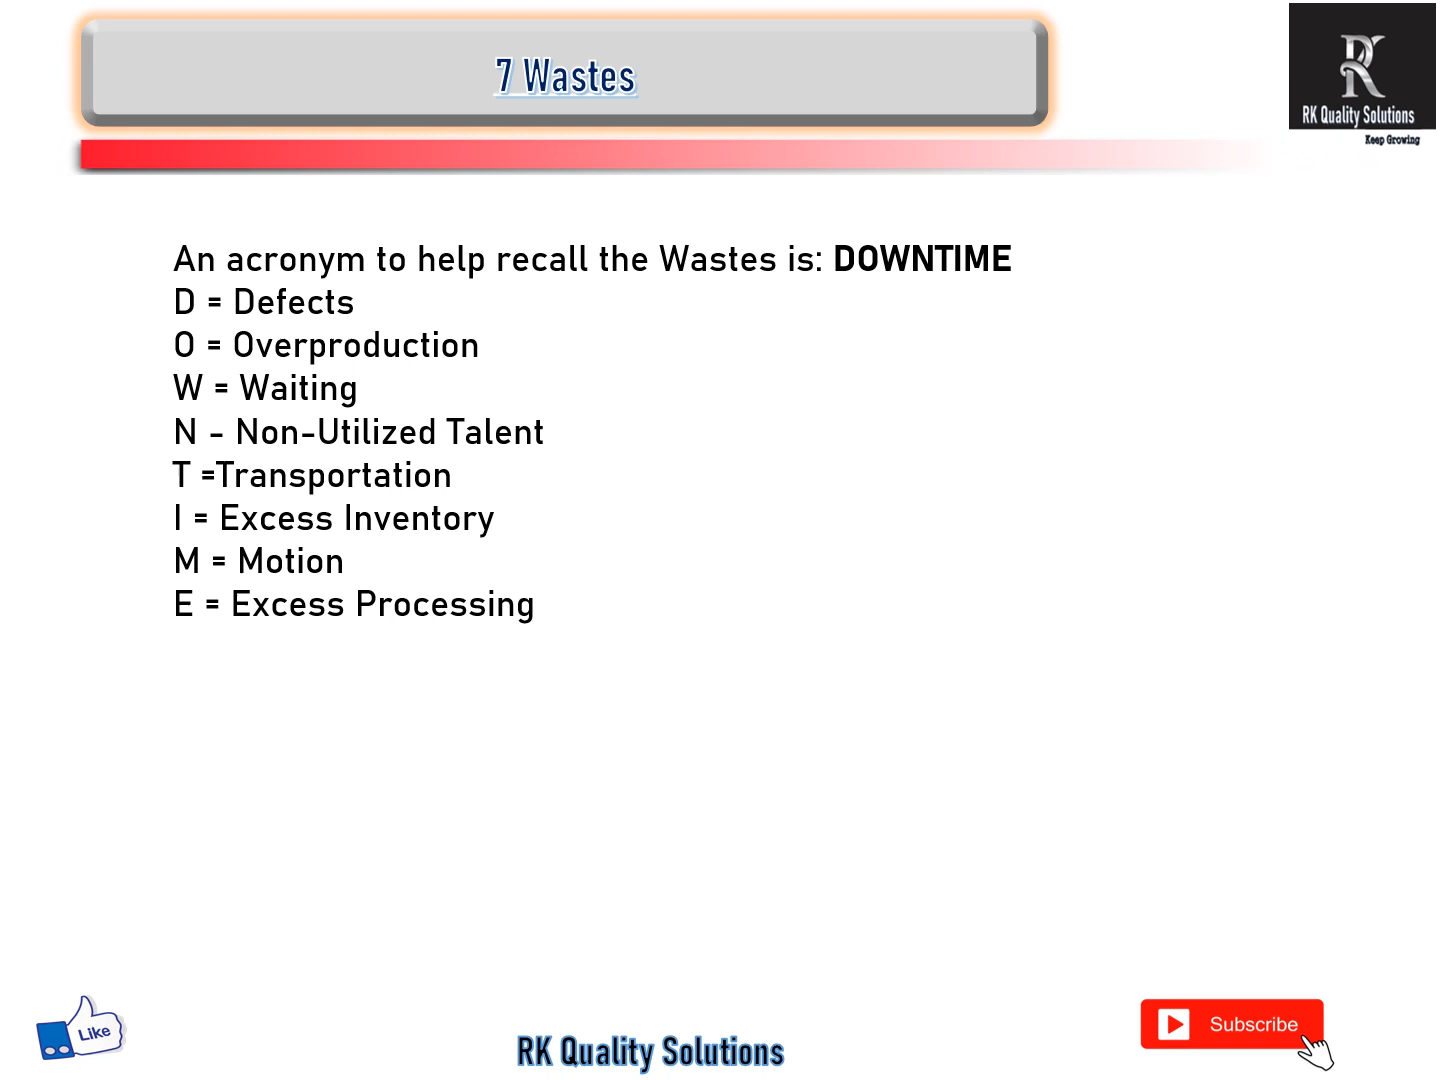 7 Wastes
RK Quality Solutions
Keep Growing
An acronym to help recall the Wastes is: DOWNTIME
D = Defects
O = Overproduction
W = Waiting
N - Non-Utilized Talent
T =Transportation
I = Excess Inventory
M = Motion
E = Excess Processing
Like
RK Quality Solutions
Subscribe